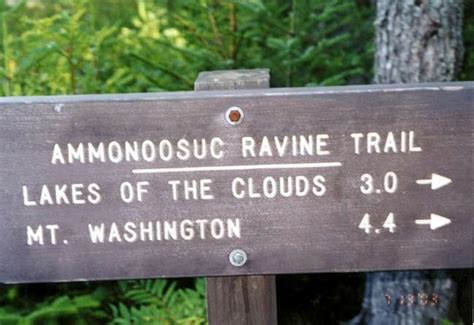 AMMONOOSUC RAVINE TRAIL
LAKES OF THE CLOUDS 3.0 →
MT. WASHINGTON 4.4 →